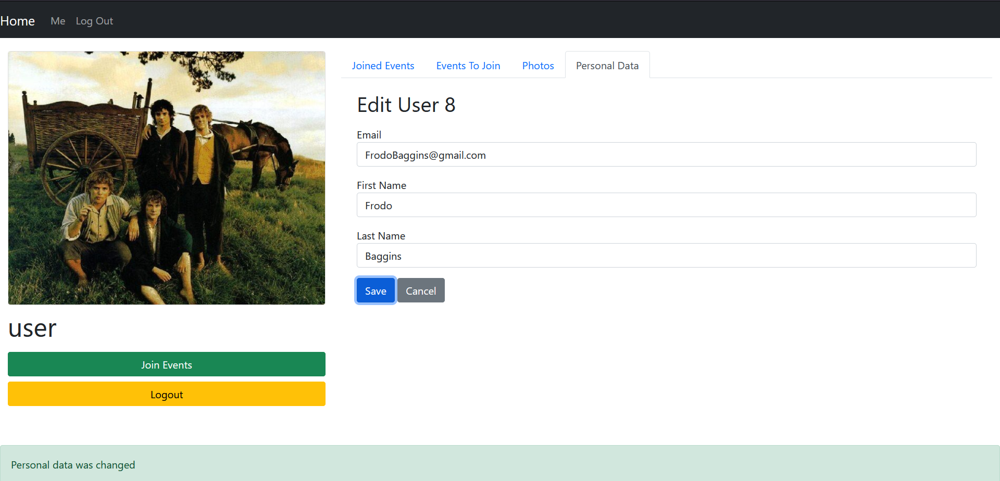 Home Me Log Out
Joined Events Events To Join Photos Personal Data
Edit User 8
Email
FrodoBaggins@gmail.com
First Name
Frodo
Last Name
Baggins
Save Cancel
user
Join Events
Logout
Personal data was changed